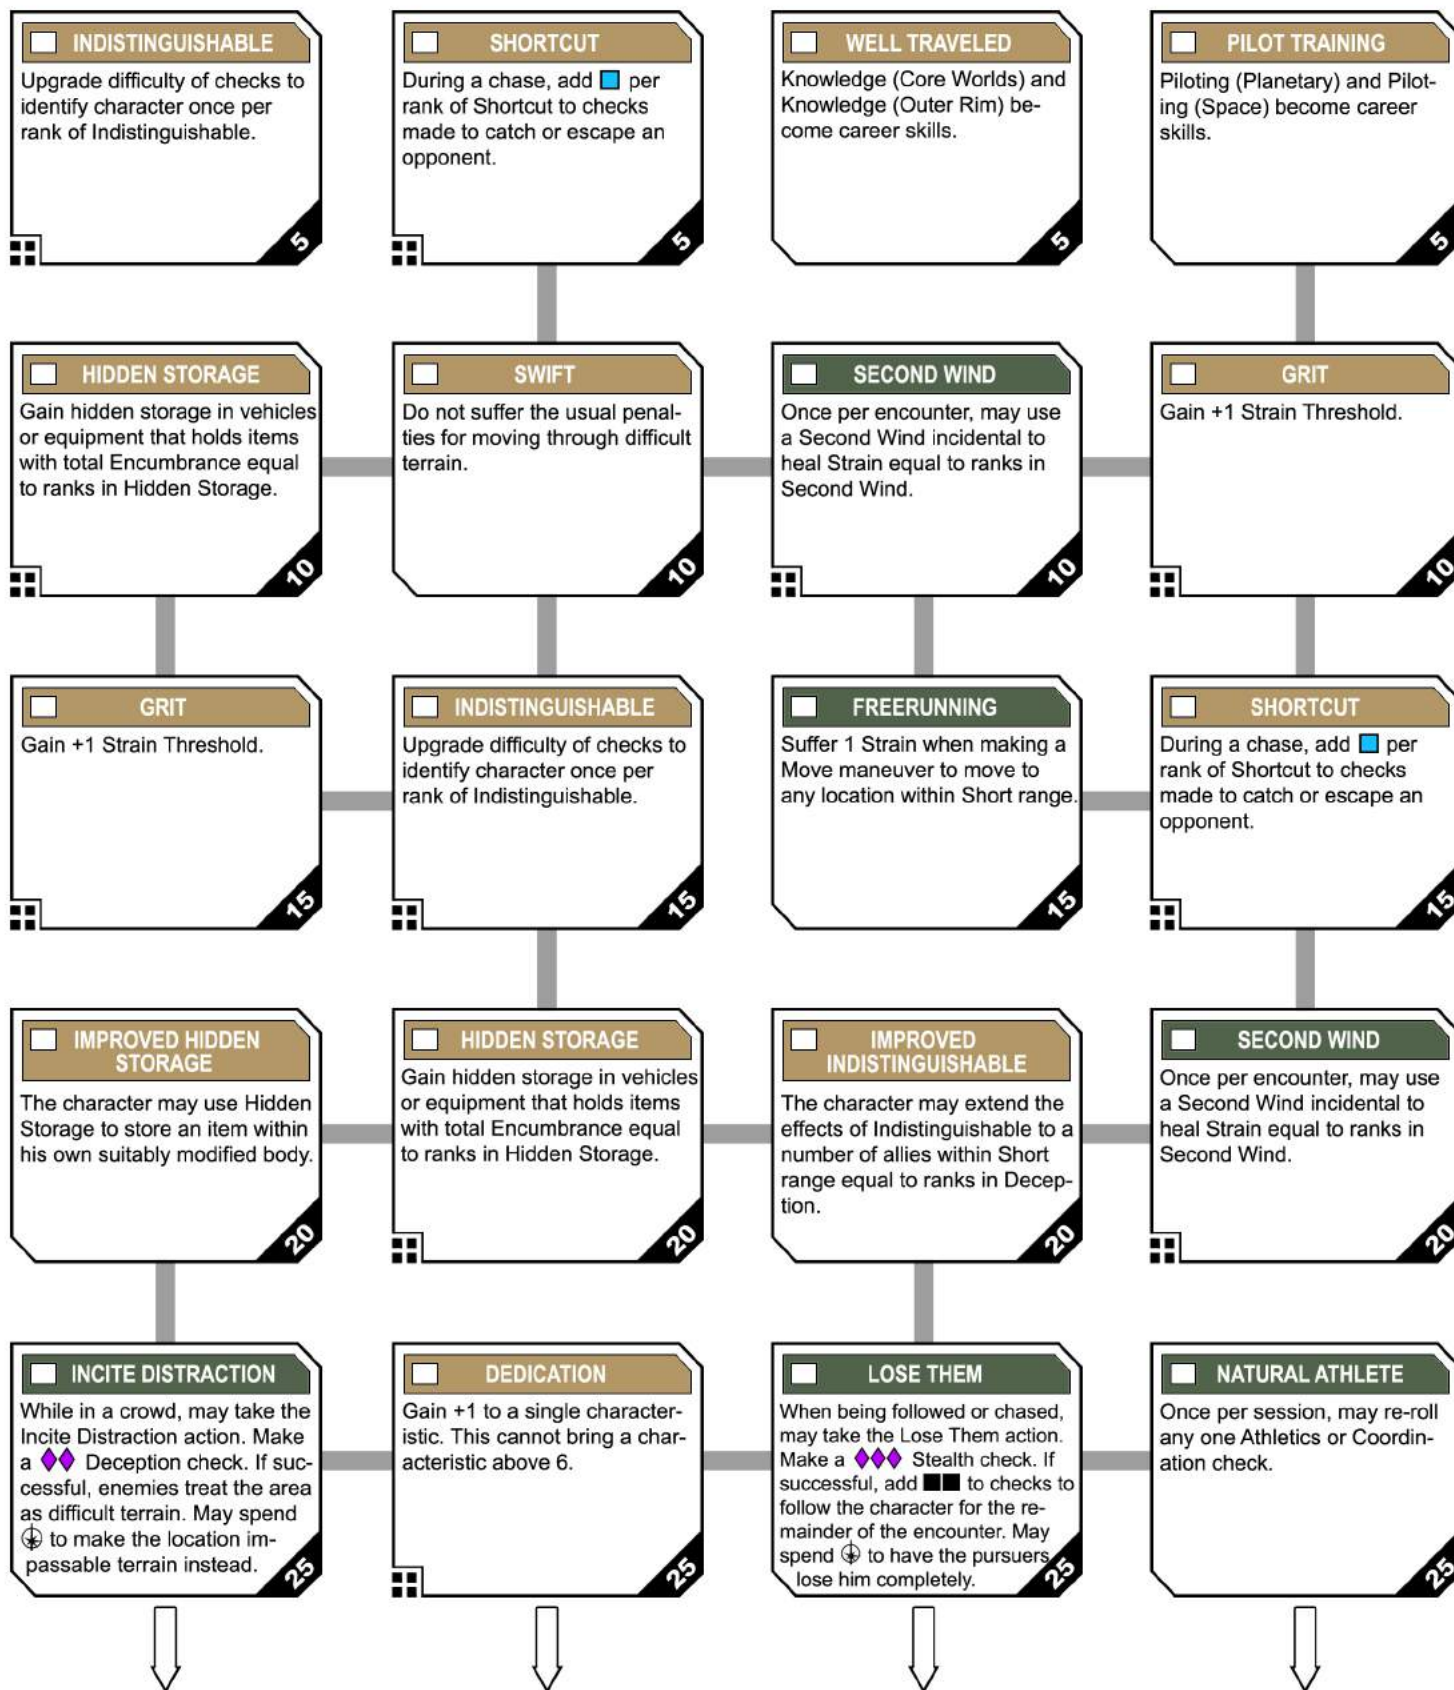 INDISTINGUISHABLE
Upgrade difficulty of checks to
identify character once per
rank of Indistinguishable.
5
SHORTCUT
During a chase, add per
rank of Shortcut to checks
made to catch or escape an
opponent.
5
WELL TRAVELED
Knowledge (Core Worlds) and
Knowledge (Outer Rim) be-
come career skills.
5
PILOT TRAINING
Piloting (Planetary) and Pilot-
ing (Space) become career
skills.
5
HIDDEN STORAGE
Gain hidden storage in vehicles
or equipment that holds items
with total Encumbrance equal
to ranks in Hidden Storage.
10
SWIFT
Do not suffer the usual penal-
ties for moving through difficult
terrain.
10
SECOND WIND
Once per encounter, may use
a Second Wind incidental to
heal Strain equal to ranks in
Second Wind.
10
GRIT
Gain +1 Strain Threshold.
10
GRIT
Gain +1 Strain Threshold.
15
INDISTINGUISHABLE
Upgrade difficulty of checks to
identify character once per
rank of Indistinguishable.
15
FREERUNNING
Suffer 1 Strain when making a
Move maneuver to move to
any location within Short range.
15
SHORTCUT
During a chase, add per
rank of Shortcut to checks
made to catch or escape an
opponent.
15
IMPROVED HIDDEN
STORAGE
The character may use Hidden
Storage to store an item within
his own suitably modified body.
20
HIDDEN STORAGE
Gain hidden storage in vehicles
or equipment that holds items
with total Encumbrance equal
to ranks in Hidden Storage.
20
IMPROVED
INDISTINGUISHABLE
The character may extend the
effects of Indistinguishable to a
number of allies within Short
range equal to ranks in Decep-
tion.
20
SECOND WIND
Once per encounter, may use
a Second Wind incidental to
heal Strain equal to ranks in
Second Wind.
20
INCITE DISTRACTION
While in a crowd, may take the
Incite Distraction action. Make
a Deception check. If suc-
cessful, enemies treat the area
as difficult terrain. May spend
to make the location im-
passable terrain instead.
25
DEDICATION
Gain +1 to a single character-
istic. This cannot bring a char-
acteristic above 6.
25
LOSE THEM
When being followed or chased,
may take the Lose Them action.
Make a Stealth check. If
successful, add to checks to
follow the character for the re-
mainder of the encounter. May
spend to have the pursuers
lose him completely.
25
NATURAL ATHLETE
Once per session, may re-roll
any one Athletics or Coordin-
ation check.
25